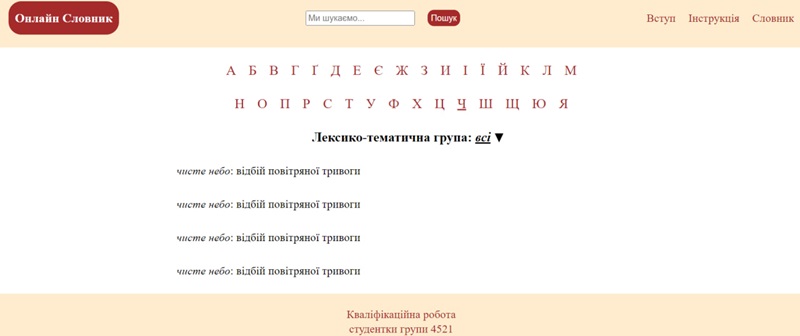 Онлайн Словник
Ми шукаємо...
Пошук
Вступ Інструкція Словник
А Б В Г Ґ Д Е Є Ж З И І Ї Й К Л М
Н О П Р С Т У Ф Х Ц Ч Ш Щ Ю Я
Лексико-тематична група: всі ▼
чисте небо: відбій повітряної тривоги
чисте небо: відбій повітряної тривоги
чисте небо: відбій повітряної тривоги
чисте небо: відбій повітряної тривоги
Кваліфікаційна робота
студентки групи 4521